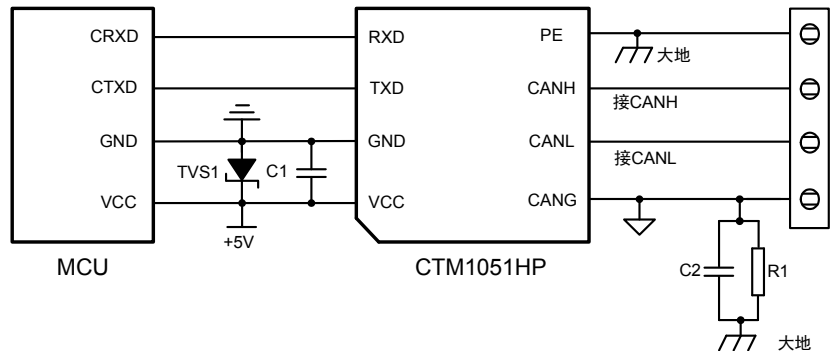 CRXD
RXD
PE
大地
CTXD
TXD
CANH
接CANH
GND
GND
CANL
接CANL
TVS1
C1
VCC
VCC
CANG
+5V
MCU
CTM1051HP
C2
R1
大地